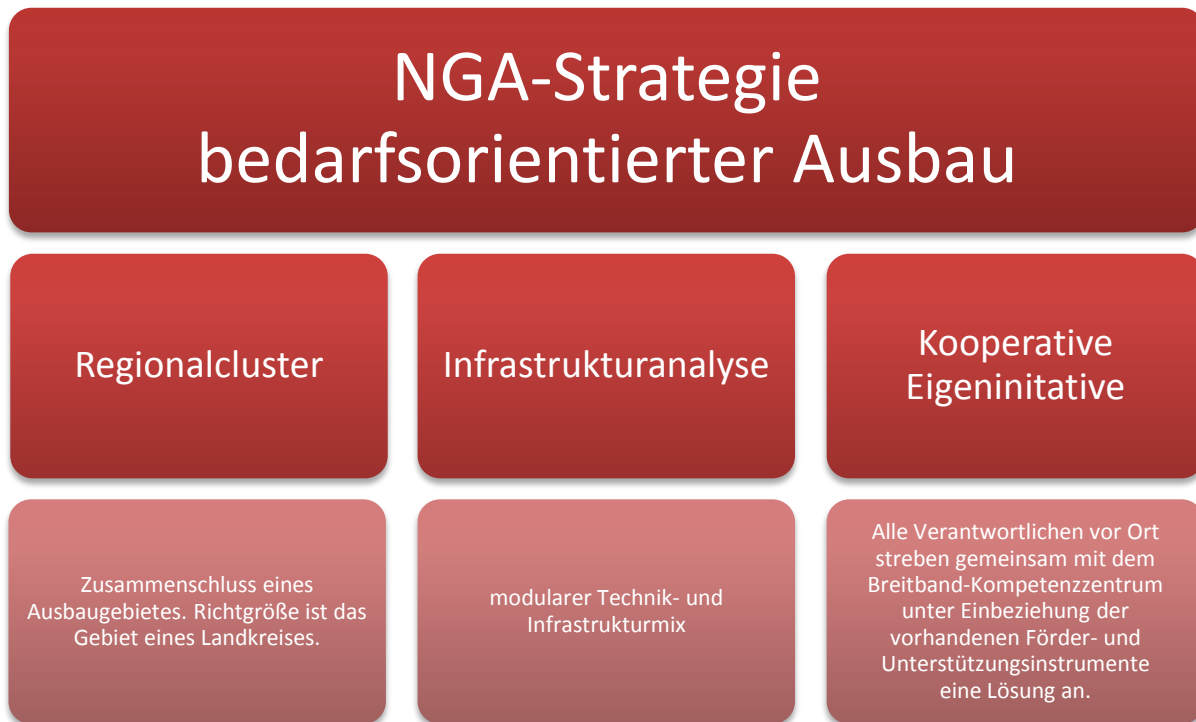 NGA-Strategie
bedarfsorientierter Ausbau
Regionalcluster
Infrastrukturanalyse
Kooperative
Eigeninitative
Zusammenschluss eines
Ausbaugebietes. Richtgröße ist das
Gebiet eines Landkreises.
modularer Technik- und
Infrastrukturmix
Alle Verantwortlichen vor Ort
streben gemeinsam mit dem
Breitband-Kompetenzzentrum
unter Einbeziehung der
vorhandenen Förder- und
Unterstützungsinstrumente
eine Lösung an.